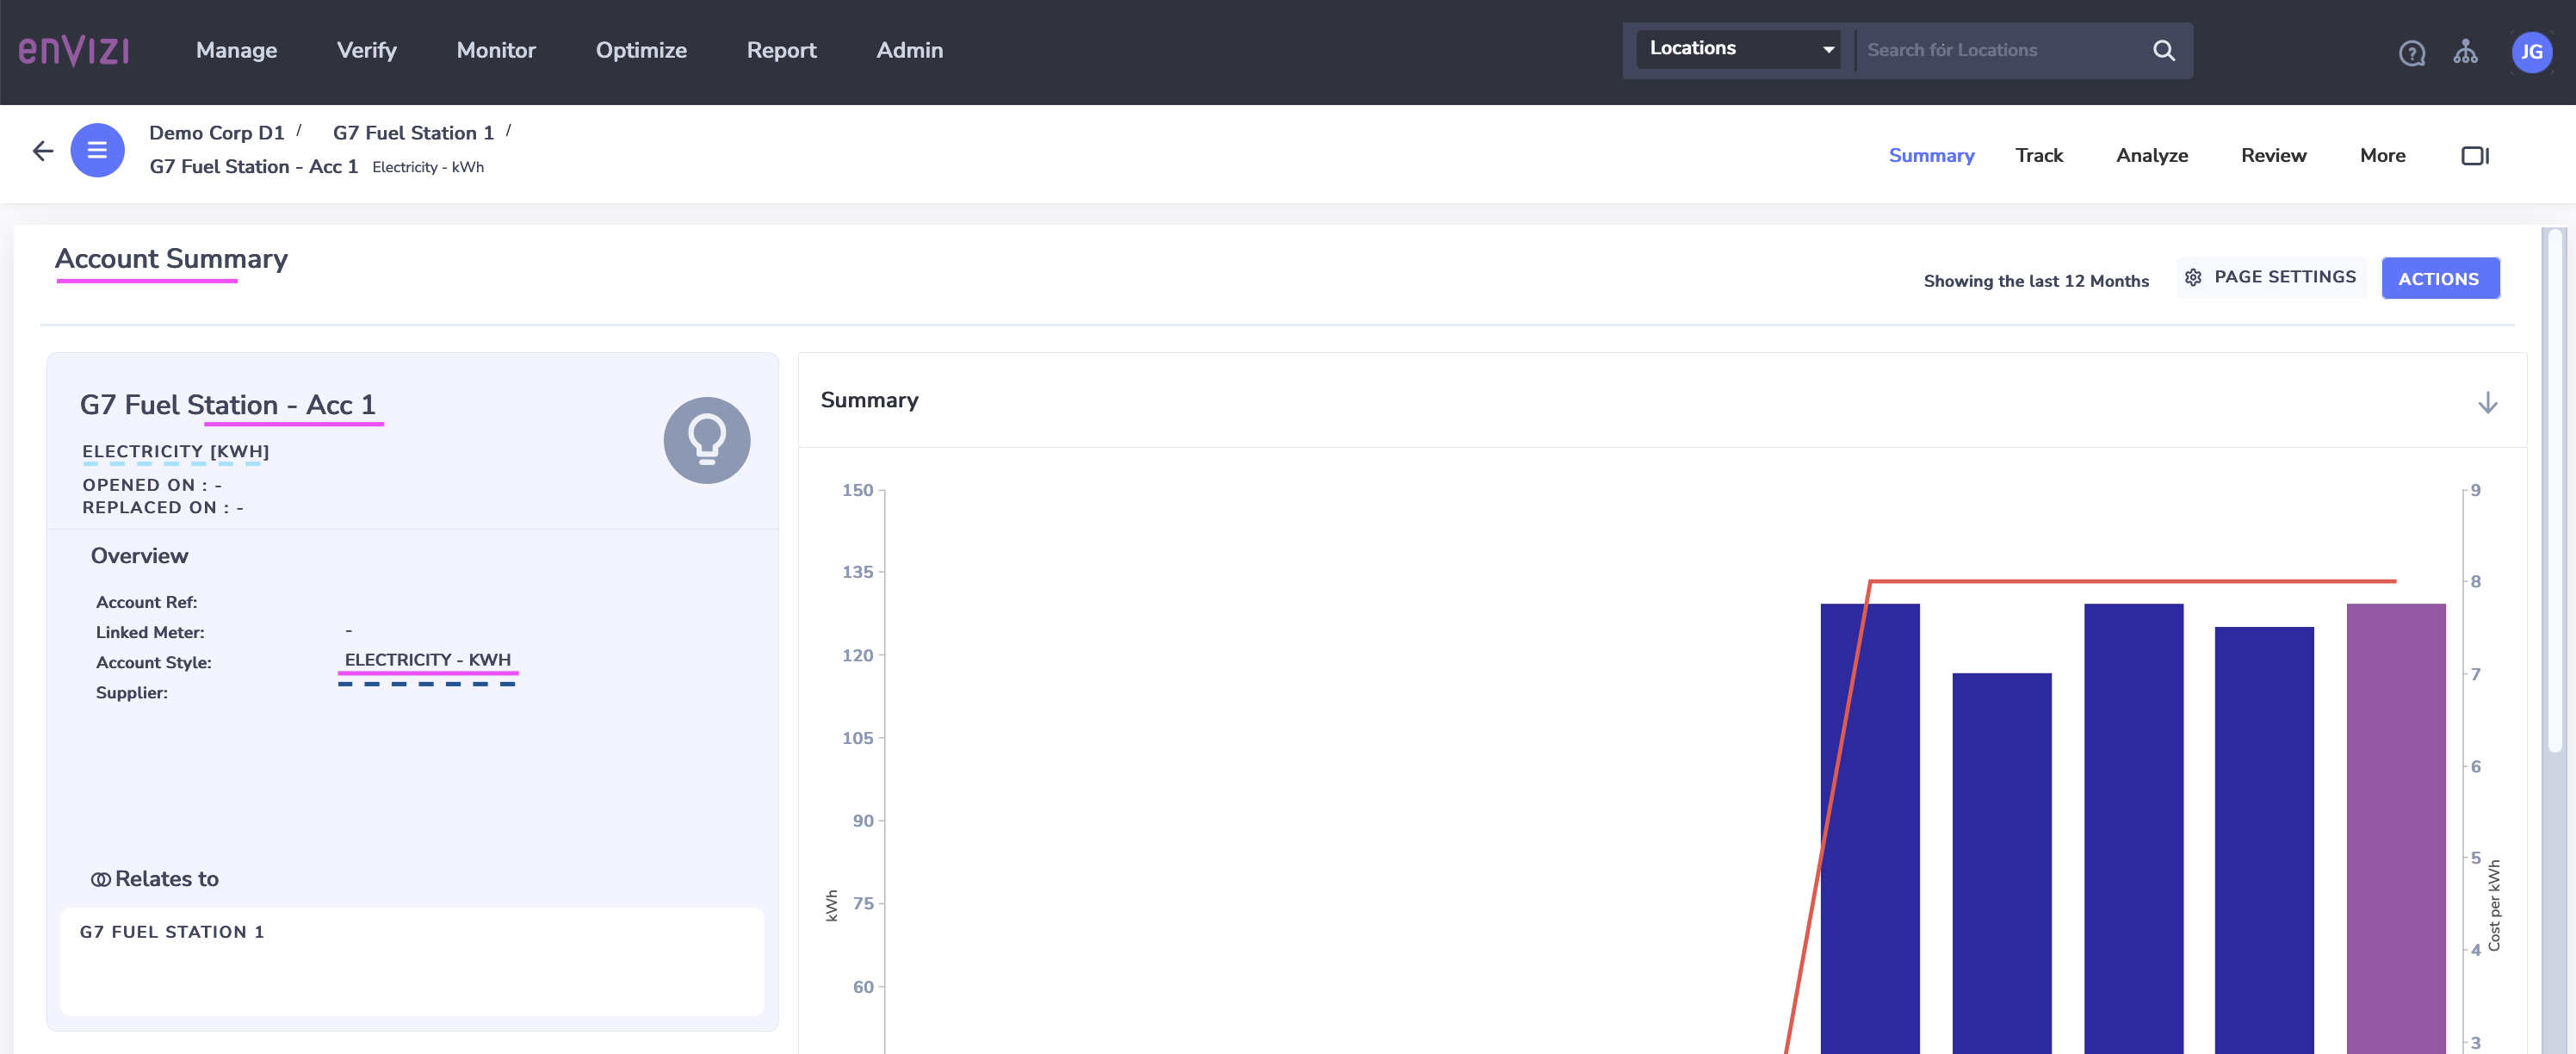 enVIZI Manage Verify Monitor Optimize Report Admin Locations Search for Locations ? JG
Demo Corp D1 / G7 Fuel Station 1 /
G7 Fuel Station - Acc 1 Electricity - kWh
Summary Track Analyze Review More
Account Summary
Showing the last 12 Months PAGE SETTINGS ACTIONS
G7 Fuel Station - Acc 1
ELECTRICITY [KWH]
OPENED ON : -
REPLACED ON : -
Overview
Account Ref:
Linked Meter: -
Account Style: ELECTRICITY - KWH
Supplier:
Relates to
G7 FUEL STATION 1
Summary
150
135
120
105
90
75
60
kWh
9
8
7
6
5
4
3
Cost per kWh